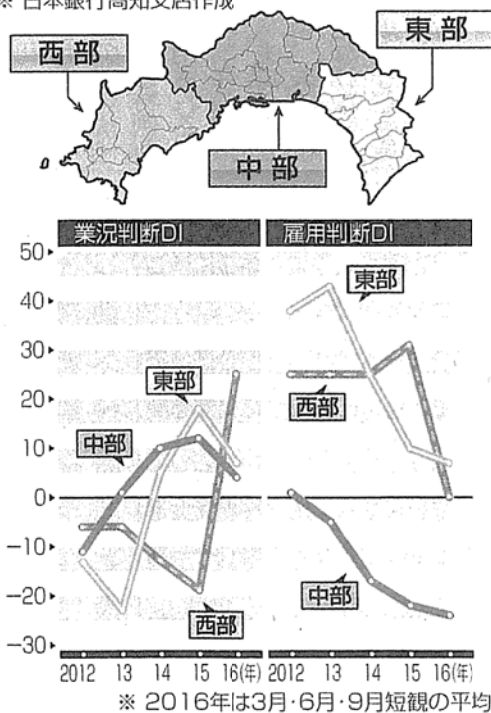 ※ 日本銀行高知支店作成
西部
東部
中部
業況判断DI
雇用判断DI
50
40
30
20
10
0
−10
−20
−30
東部
中部
西部
東部
西部
中部
2012 13 14 15 16(年)
2012 13 14 15 16(年)
※ 2016年は3月·6月·9月短観の平均